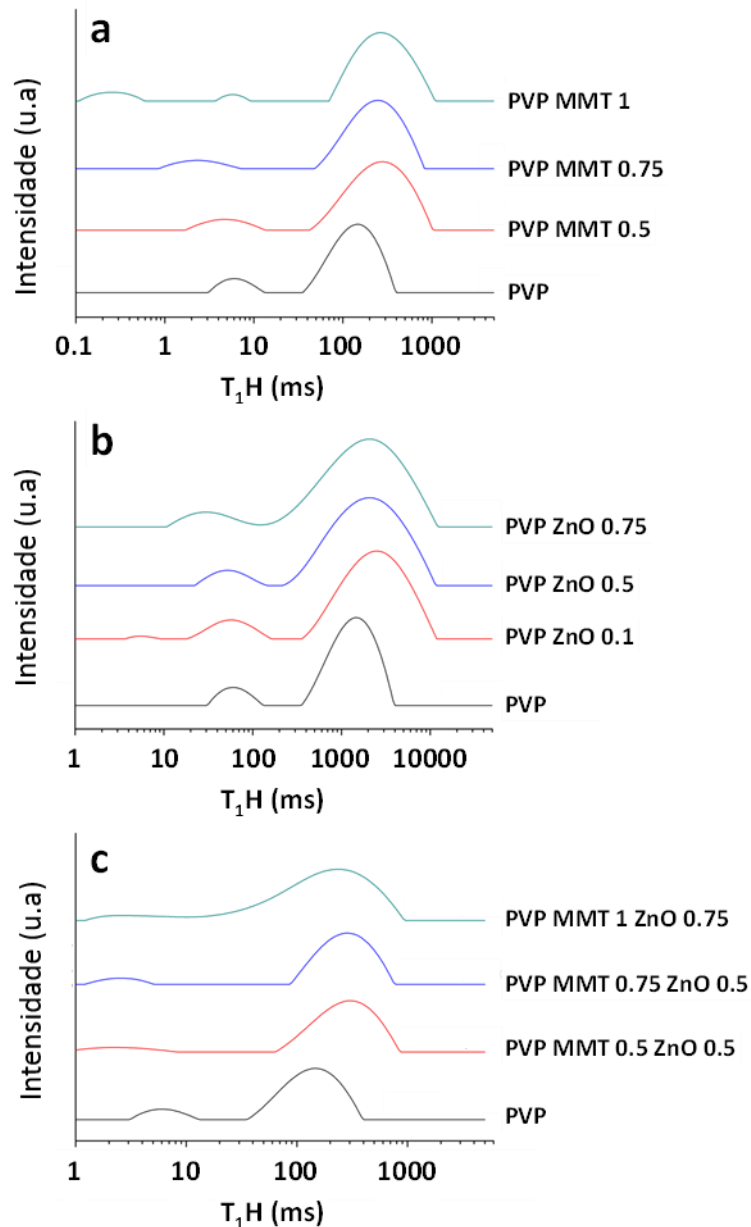 a
Intensidade (u.a)
PVP MMT 1
PVP MMT 0.75
PVP MMT 0.5
PVP
0.1 1 10 100 1000
T₁H (ms)
b
Intensidade (u.a)
PVP ZnO 0.75
PVP ZnO 0.5
PVP ZnO 0.1
PVP
1 10 100 1000 10000
T₁H (ms)
c
Intensidade (u.a)
PVP MMT 1 ZnO 0.75
PVP MMT 0.75 ZnO 0.5
PVP MMT 0.5 ZnO 0.5
PVP
1 10 100 1000
T₁H (ms)